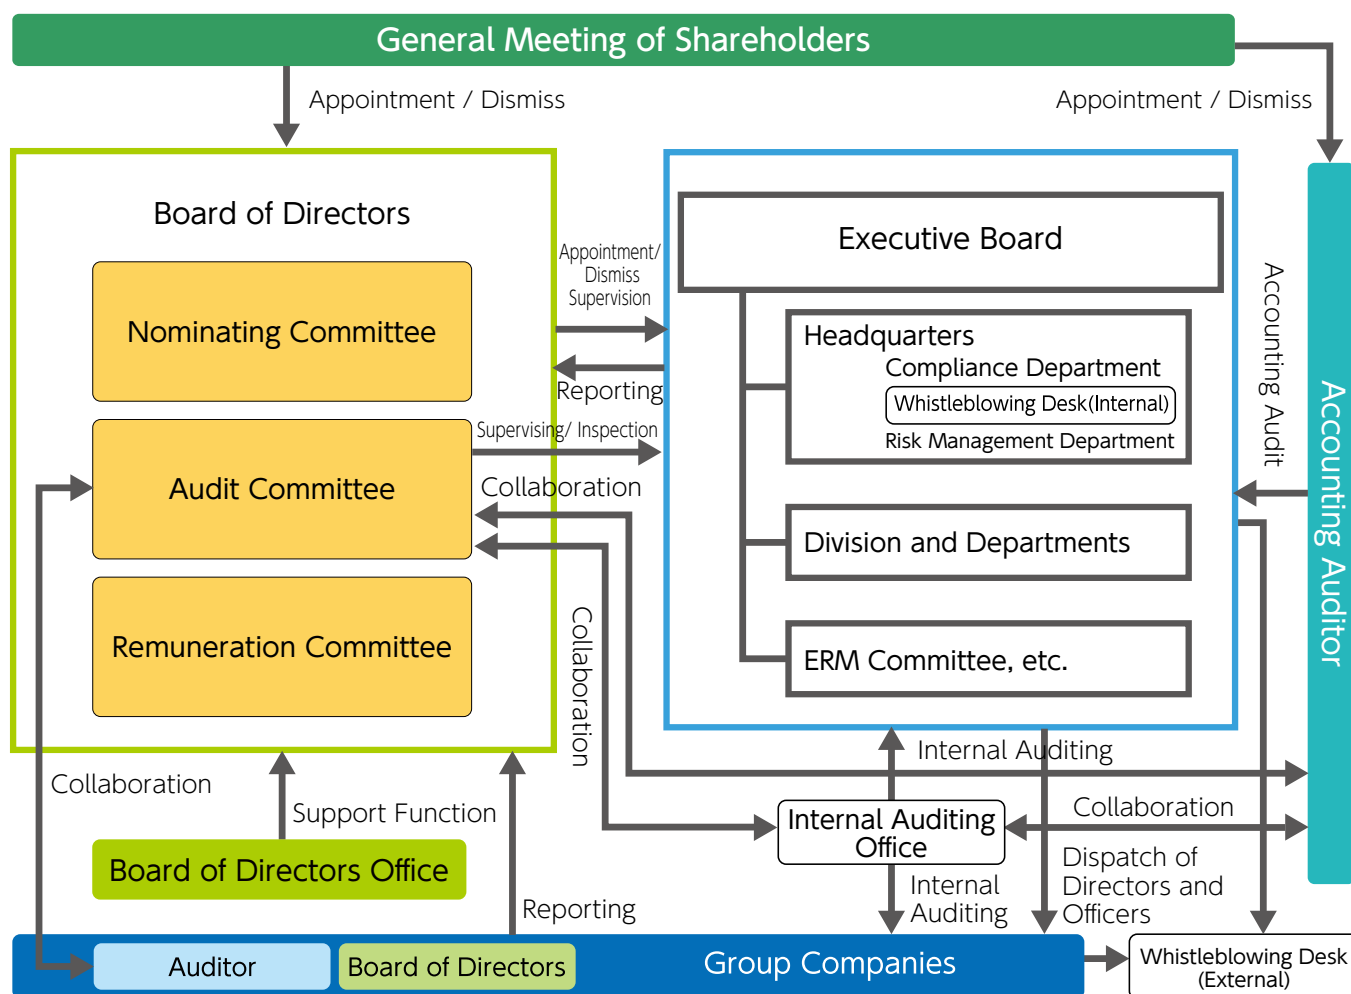 General Meeting of Shareholders
Appointment / Dismiss
Appointment / Dismiss
Board of Directors
Nominating Committee
Audit Committee
Remuneration Committee
Appointment/
Dismiss
Supervision
Reporting
Supervising/ Inspection
Collaboration
Executive Board
Headquarters
Compliance Department
Whistleblowing Desk(Internal)
Risk Management Department
Division and Departments
ERM Committee, etc.
Accounting Audit
Accounting Auditor
Collaboration
Collaboration
Support Function
Board of Directors Office
Reporting
Internal Auditing
Internal Auditing
Office
Collaboration
Internal
Auditing
Dispatch of
Directors and
Officers
Auditor
Board of Directors
Group Companies
Whistleblowing Desk
(External)